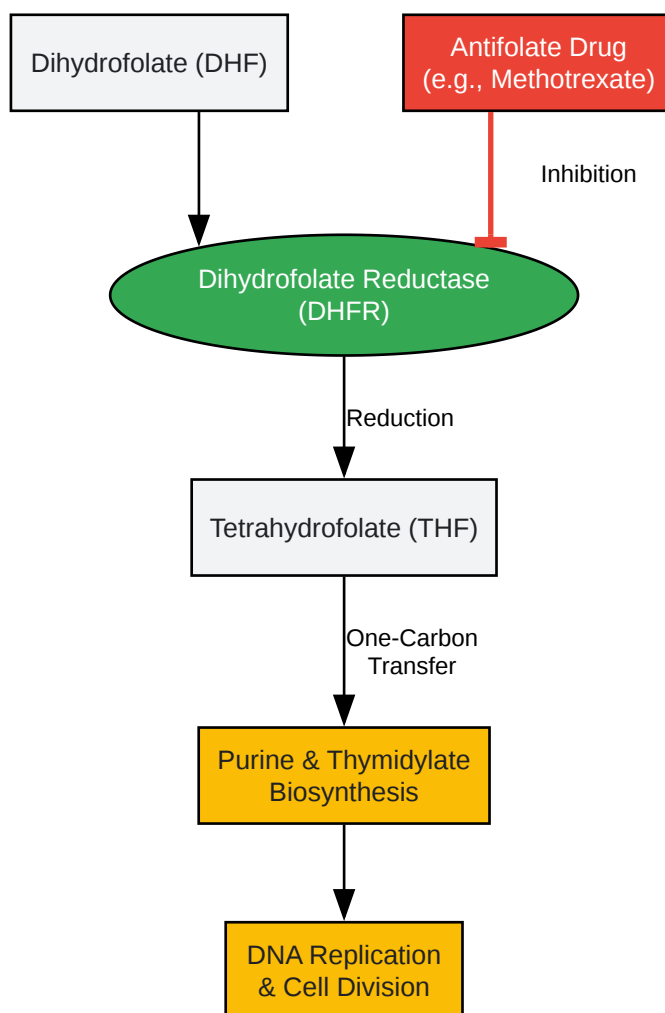 Dihydrofolate (DHF)
Antifolate Drug
(e.g., Methotrexate)
Inhibition
Dihydrofolate Reductase
(DHFR)
Reduction
Tetrahydrofolate (THF)
One-Carbon
Transfer
Purine & Thymidylate
Biosynthesis
DNA Replication
& Cell Division